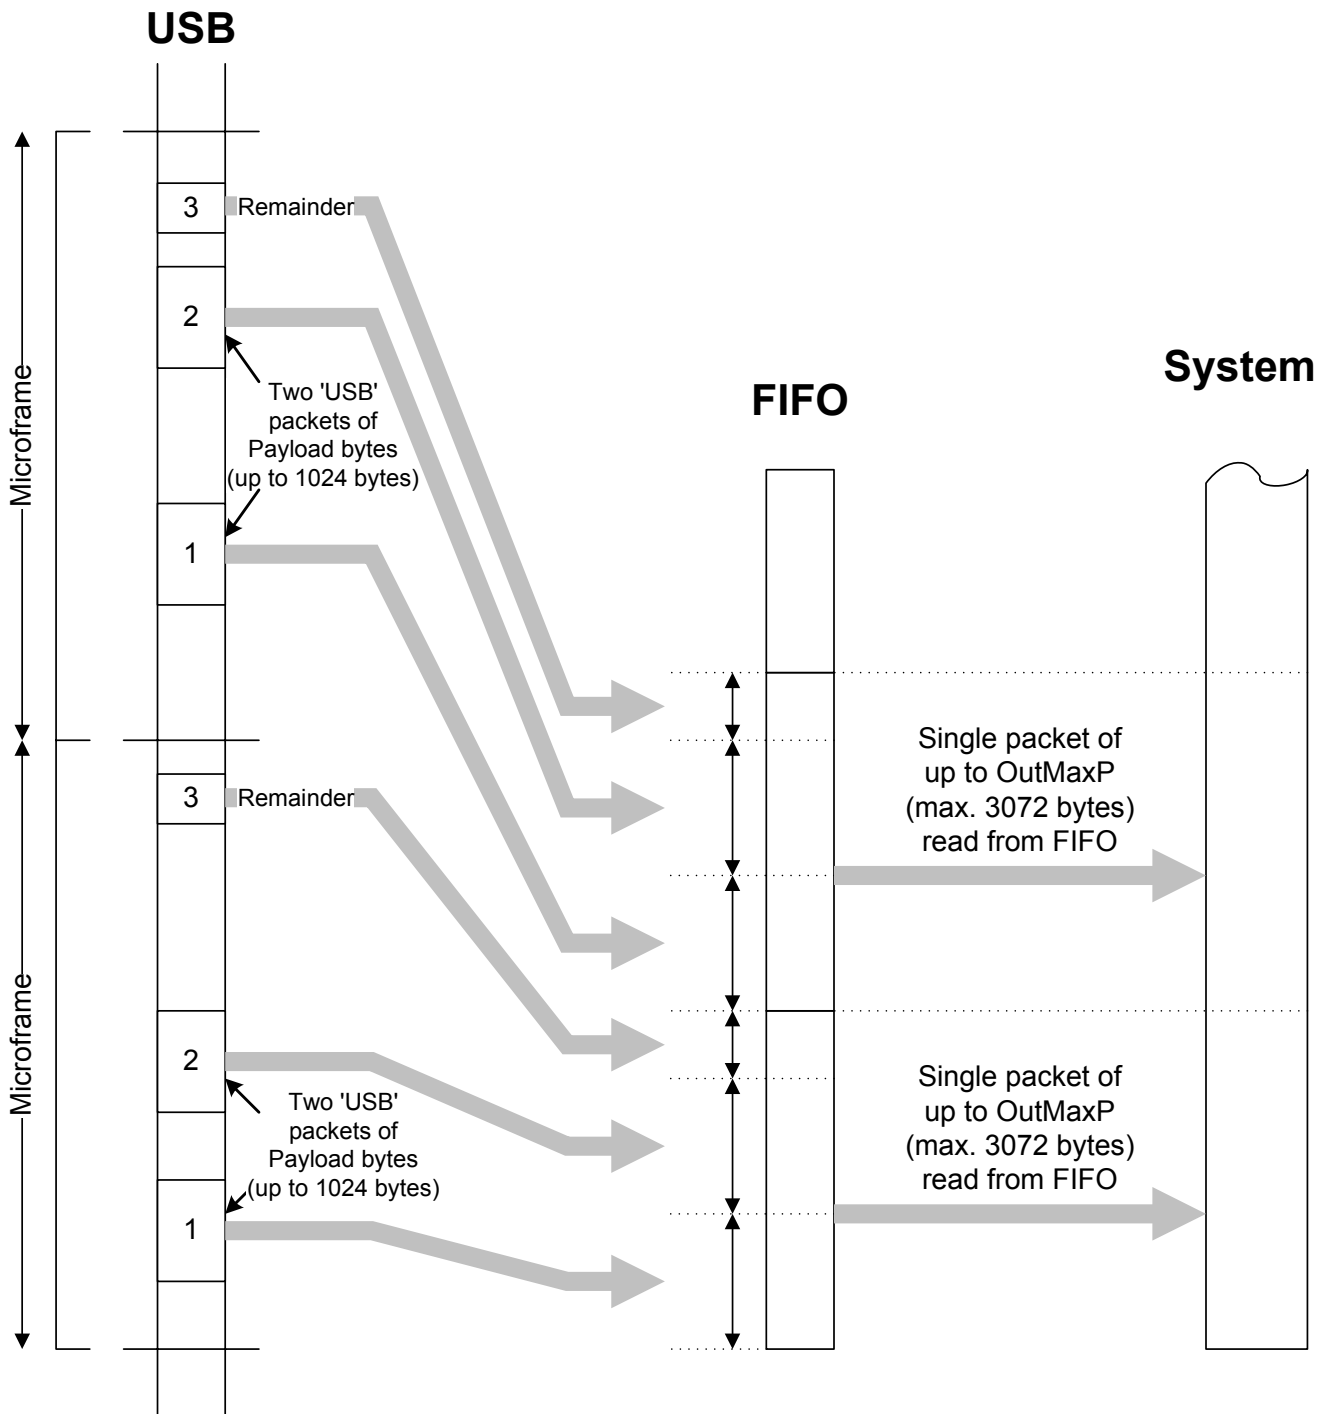 USB
FIFO
System
Microframe
3
Remainder
2
Two 'USB'
packets of
Payload bytes
(up to 1024 bytes)
1
Single packet of
up to OutMaxP
(max. 3072 bytes)
read from FIFO
Microframe
3
Remainder
2
Two 'USB'
packets of
Payload bytes
(up to 1024 bytes)
1
Single packet of
up to OutMaxP
(max. 3072 bytes)
read from FIFO